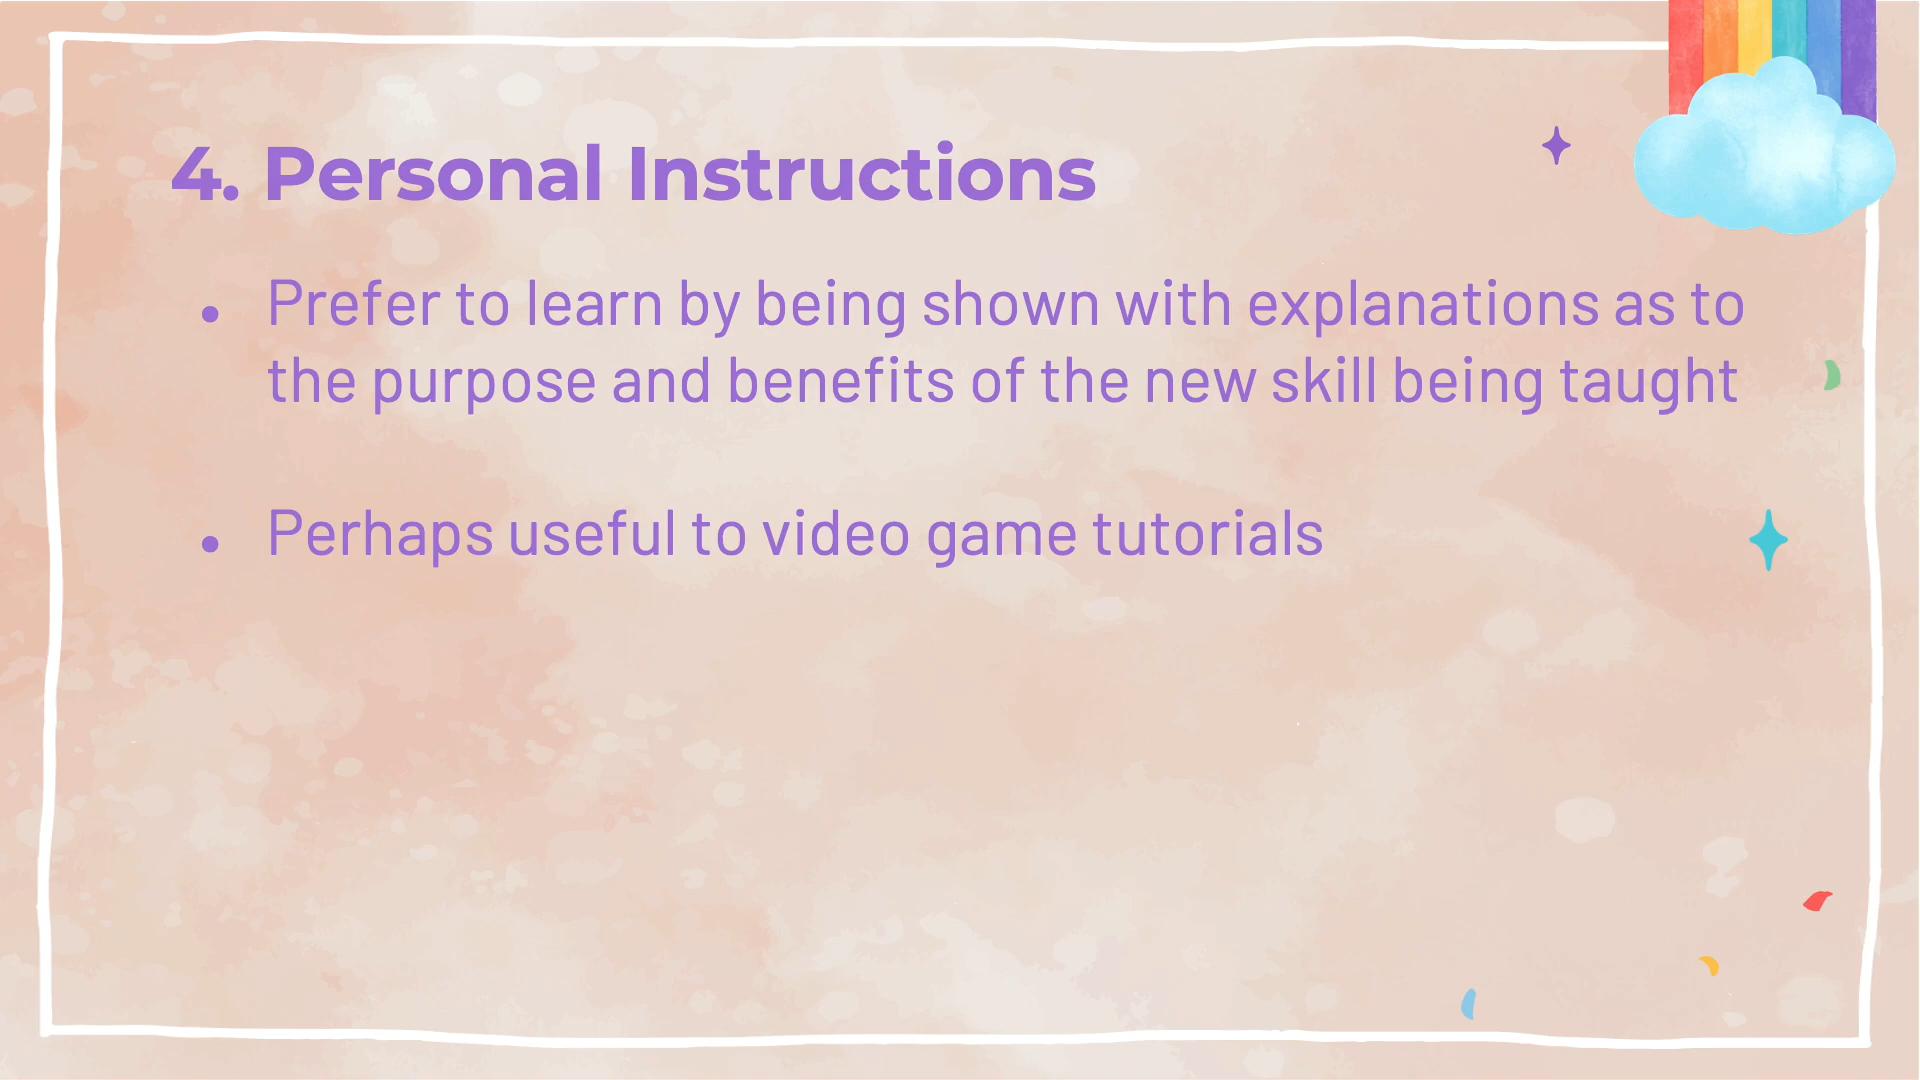 4. Personal Instructions
• Prefer to learn by being shown with explanations as to
the purpose and benefits of the new skill being taught
• Perhaps useful to video game tutorials